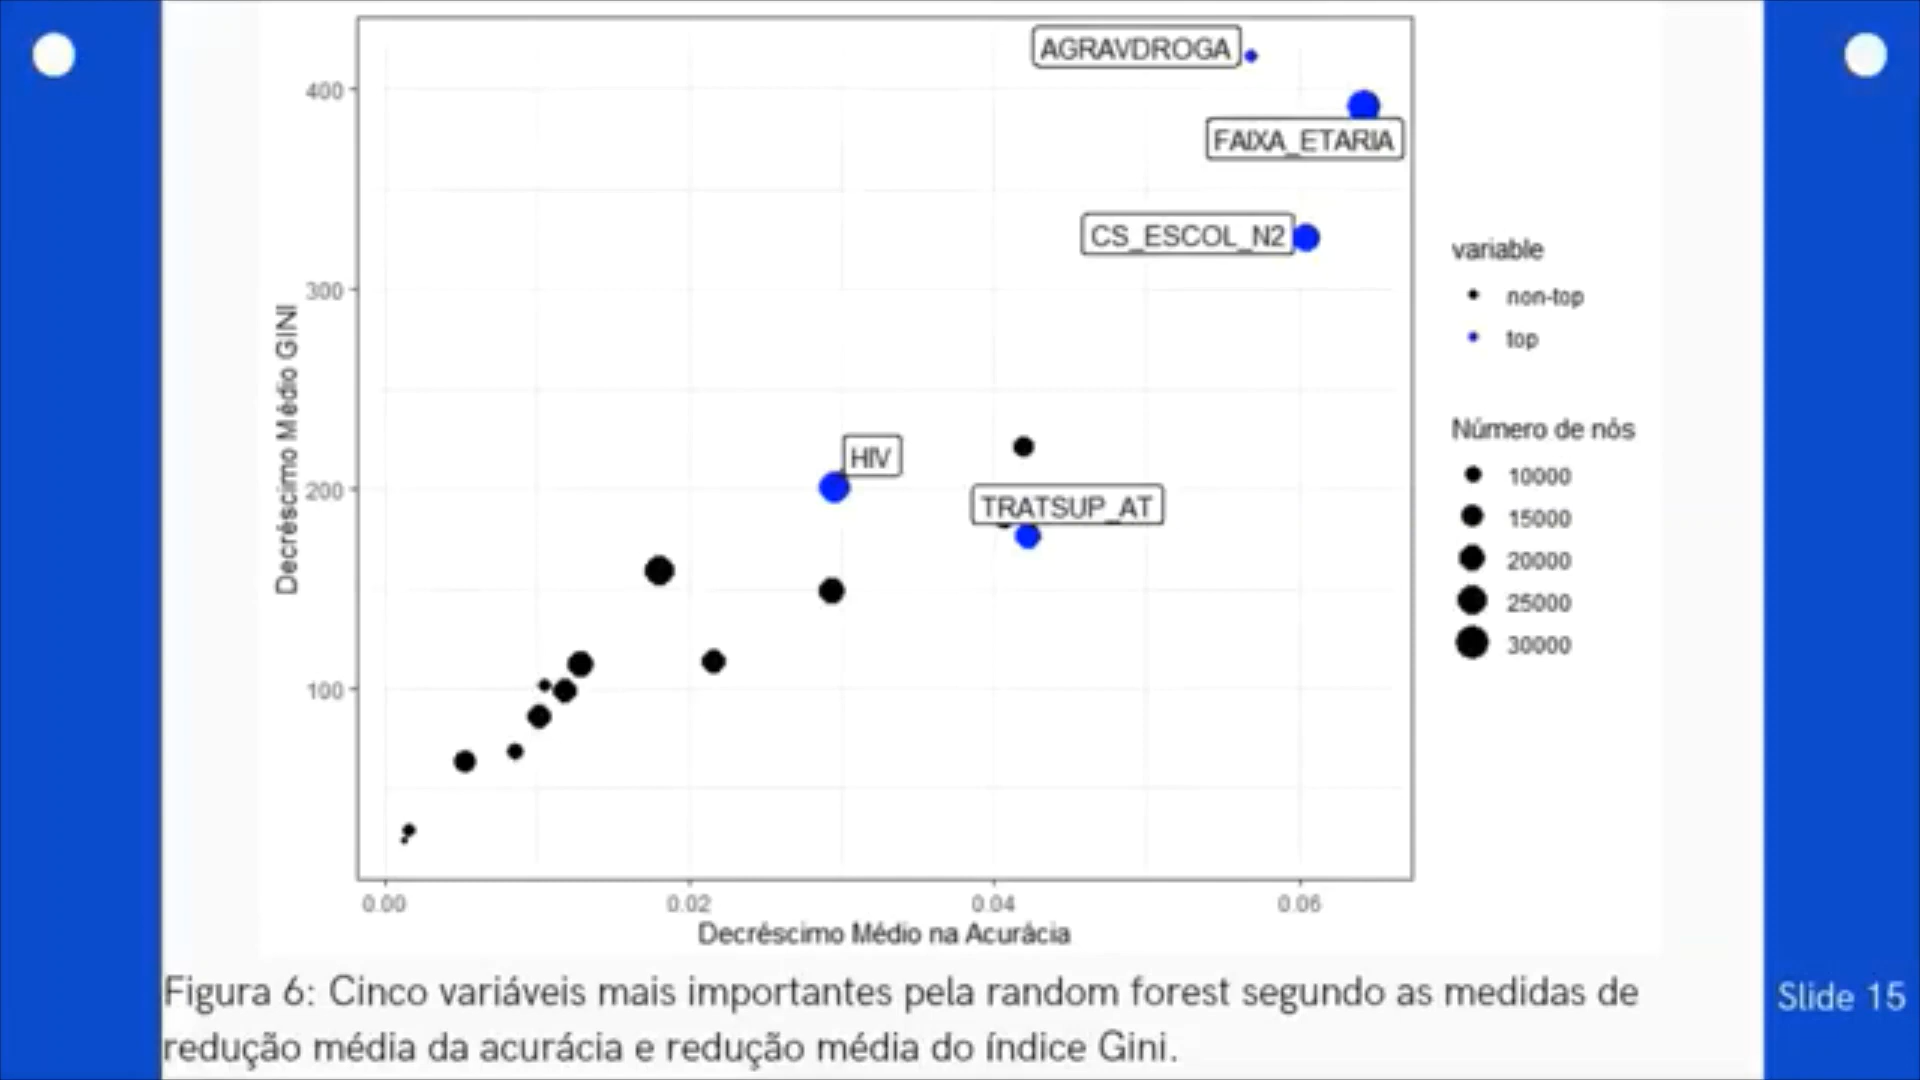 AGRAVDROGA
400
FAIXA_ETARIA
CS_ESCOL_N2
variable
non-top
top
300
Decréscimo Médio GINI
Número de nós
HIV
10000
200
TRATSUP_AT
15000
20000
25000
30000
100
0.00 0.02 0.04 0.06
Decréscimo Médio na Acurácia
Figura 6: Cinco variáveis mais importantes pela random forest segundo as medidas de
redução média da acurácia e redução média do índice Gini.
Slide 15